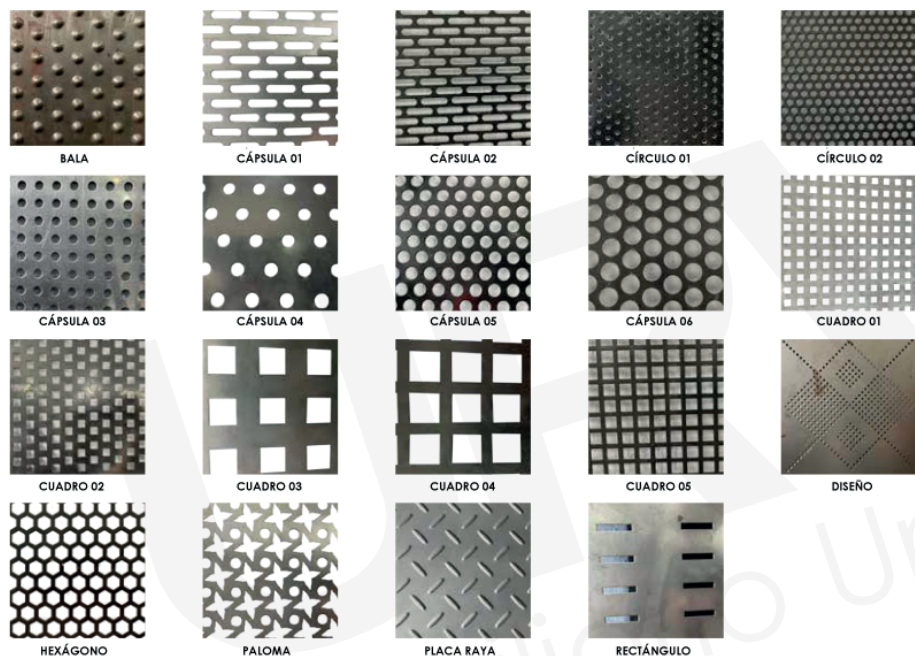 BALA
CÁPSULA 01
CÁPSULA 02
CÍRCULO 01
CÍRCULO 02
CÁPSULA 03
CÁPSULA 04
CÁPSULA 05
CÁPSULA 06
CUADRO 01
CUADRO 02
CUADRO 03
CUADRO 04
CUADRO 05
DISEÑO
HEXÁGONO
PALOMA
PLACA RAYA
RECTÁNGULO